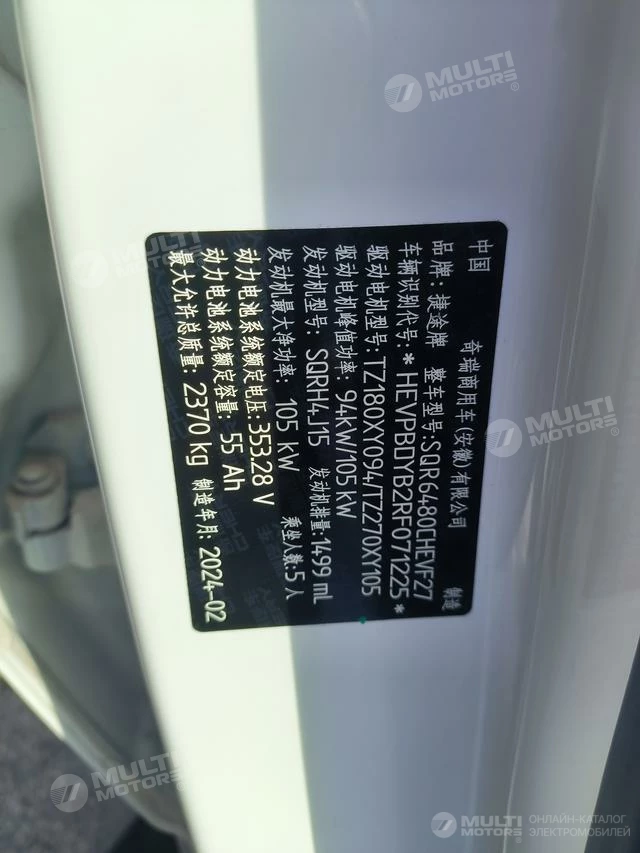 中国 奇瑞商用车(安徽)有限公司 制造
品牌：捷途牌 整车型号：SQR6480CHEVF27
车辆识别代号：*HEVPBDYB2RF071225*
驱动电机型号：TZ180XY094/TZ270XY105
驱动电机峰值功率：94kW/105kW
发动机型号：SQRH4J15 发动机排量：1499 mL
发动机最大净功率：105 kW 乘坐人数：5人
动力电池系统额定电压：353.28 V
动力电池系统额定容量：55 Ah
最大允许总质量：2370 kg 制造年月：2024-02
MULTI MOTORS®
MULTI MOTORS®
MULTI MOTORS®
MULTI MOTORS®
MULTI MOTORS® ОНЛАЙН-КАТАЛОГ ЭЛЕКТРОМОБИЛЕЙ